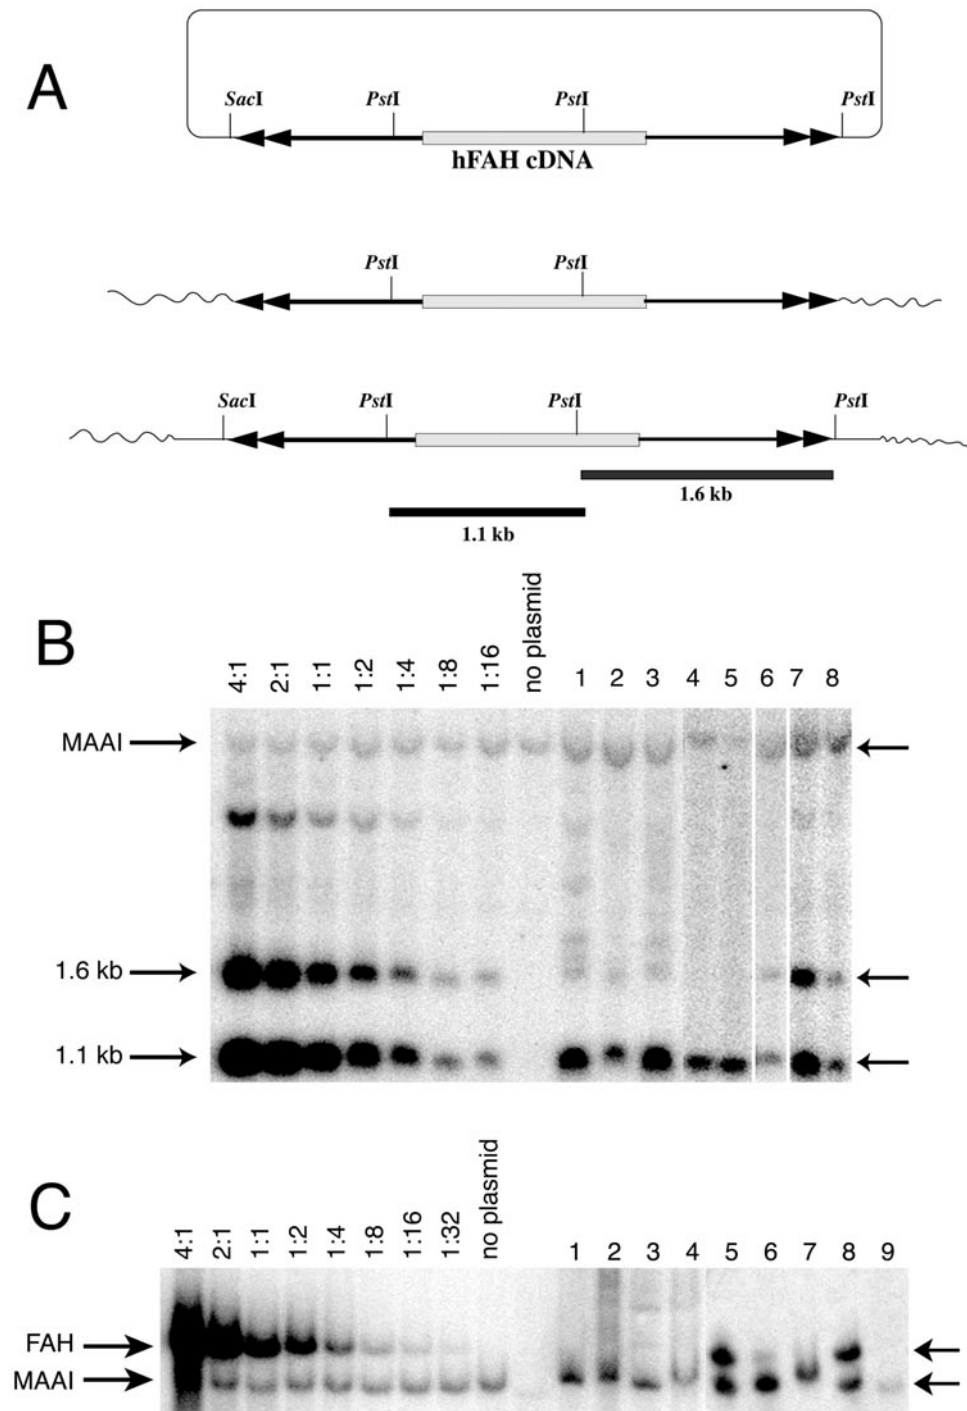 A
SacI PstI PstI PstI
hFAH cDNA
PstI PstI
SacI PstI PstI PstI
1.6 kb
1.1 kb
B
4:1 2:1 1:1 1:2 1:4 1:8 1:16 no plasmid 1 2 3 4 5 6 7 8
MAAI
1.6 kb
1.1 kb
C
4:1 2:1 1:1 1:2 1:4 1:8 1:16 1:32 no plasmid 1 2 3 4 5 6 7 8 9
FAH
MAAI